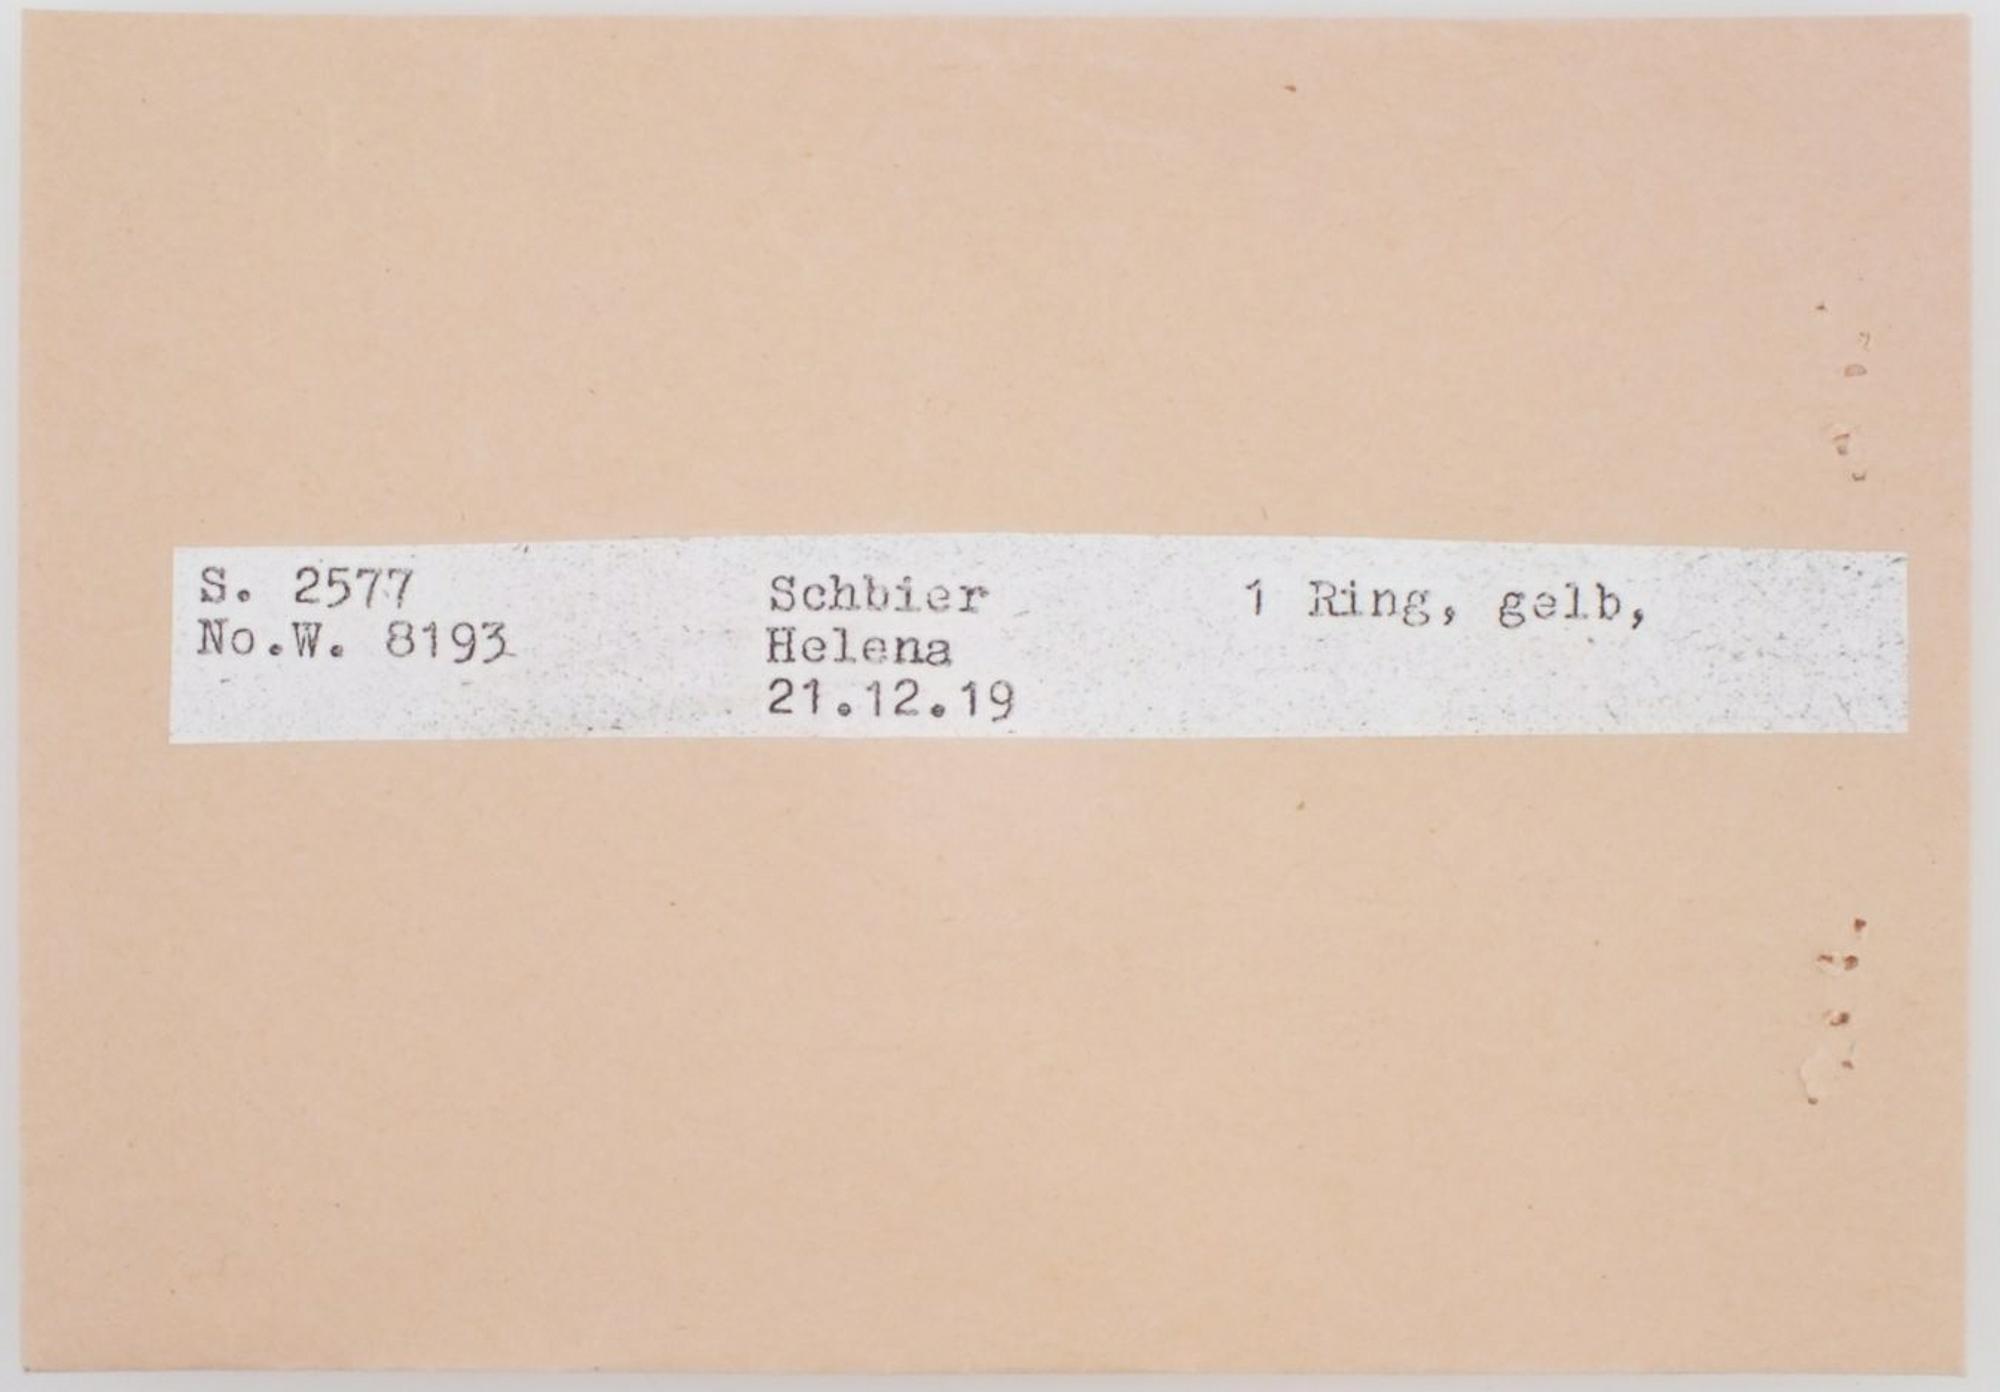 S. 2577
No.W. 8193
Schbier
Helena
21.12.19
1 Ring, gelb,